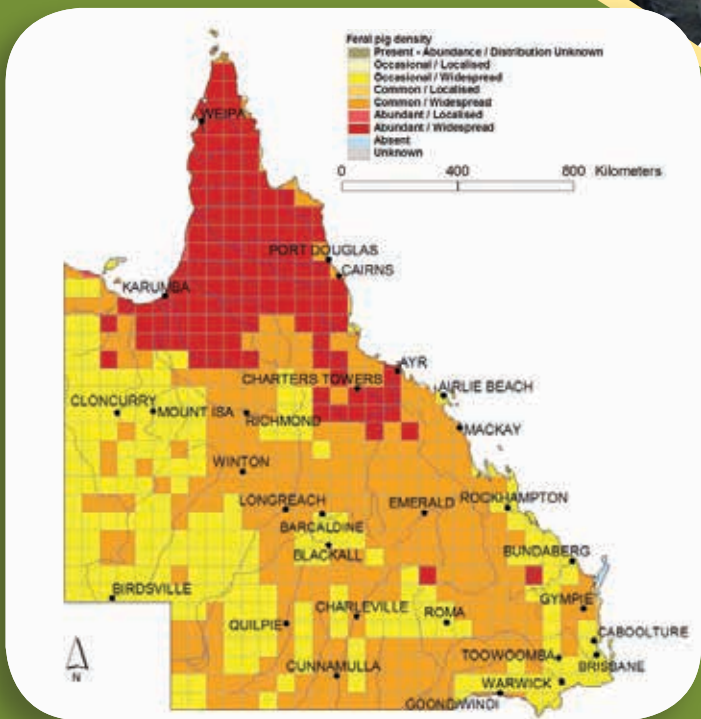 Feral pig density
Present - Abundance / Distribution Unknown
Occasional / Localised
Occasional / Widespread
Common / Localised
Common / Widespread
Abundant / Localised
Abundant / Widespread
Absent
Unknown
0 400 800 Kilometers
WEIPA
PORT DOUGLAS
CAIRNS
KARUMBA
AYR
CHARTERS TOWERS
AIRLIE BEACH
CLONCURRY
MOUNT ISA
RICHMOND
MACKAY
WINTON
LONGREACH
EMERALD
ROCKHAMPTON
BARCALDINE
BLACKALL
BUNDABERG
BIRDSVILLE
GYMPIE
CHARLEVILLE
ROMA
QUILPIE
CABOOLTURE
TOOWOOMBA
BRISBANE
CUNNAMULLA
WARWICK
GOONDIWINDI
N